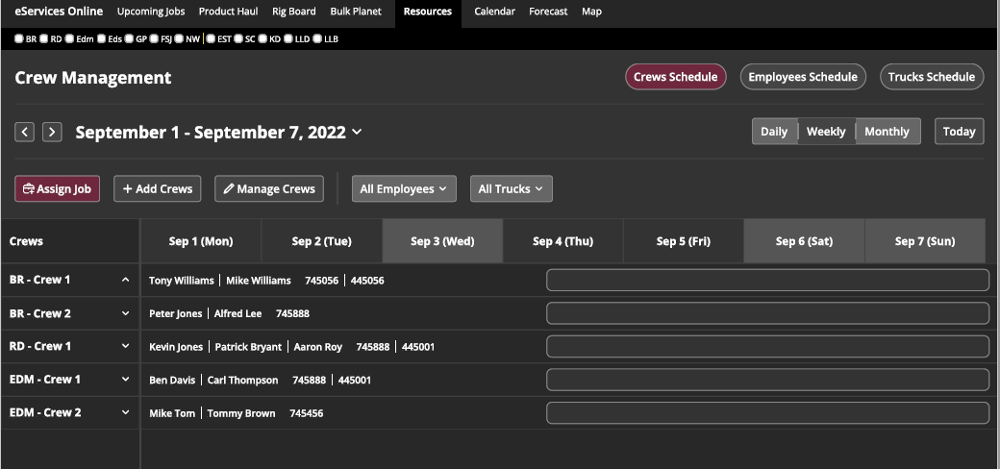 eServices Online Upcoming Jobs Product Haul Rig Board Bulk Planet Resources Calendar Forecast Map
BR RD Edm Eds GP FSJ NW EST SC KD LLD LLB
Crew Management Crews Schedule Employees Schedule Trucks Schedule
September 1 - September 7, 2022 Daily Weekly Monthly Today
Assign Job + Add Crews Manage Crews All Employees All Trucks
Crews Sep 1 (Mon) Sep 2 (Tue) Sep 3 (Wed) Sep 4 (Thu) Sep 5 (Fri) Sep 6 (Sat) Sep 7 (Sun)
BR - Crew 1 Tony Williams | Mike Williams 745056 | 445056
BR - Crew 2 Peter Jones | Alfred Lee 745888
RD - Crew 1 Kevin Jones | Patrick Bryant | Aaron Roy 745888 | 445001
EDM - Crew 1 Ben Davis | Carl Thompson 745888 | 445001
EDM - Crew 2 Mike Tom | Tommy Brown 745456